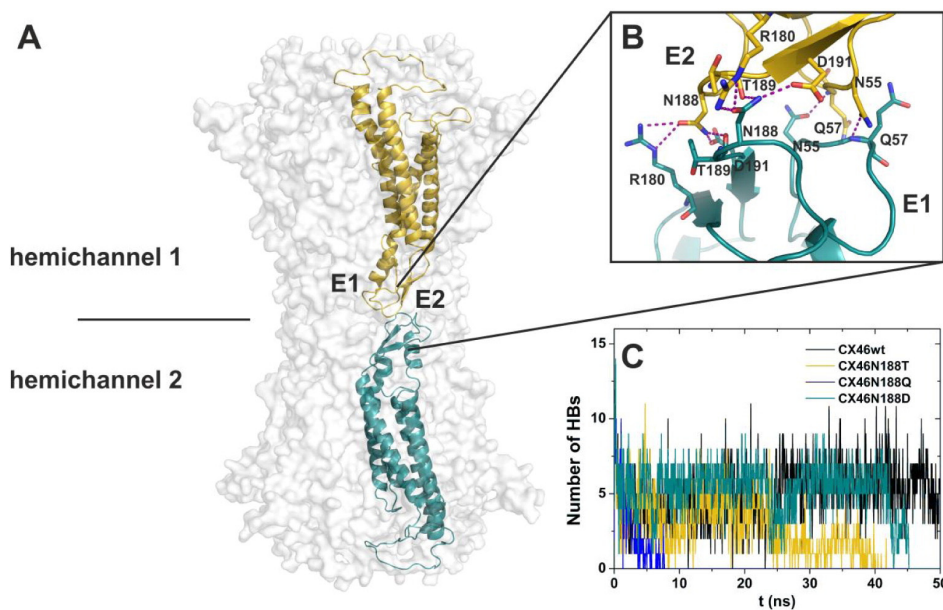 A
hemichannel 1
hemichannel 2
E1
E2
B
E2
R180
D191
N55
T189
N188
N188
N55
Q57
Q57
T189
D191
R180
E1
C
CX46wt
CX46N188T
CX46N188Q
CX46N188D
Number of HBs
15
10
5
0
0 10 20 30 40 50
t (ns)